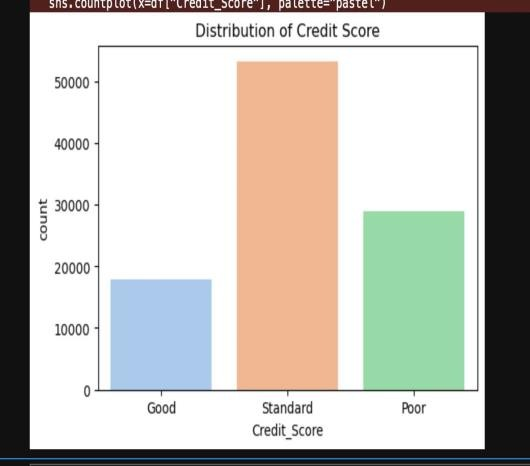 sns.countplot(x=df["Credit_Score"], palette="pastel")
Distribution of Credit Score
50000
40000
30000
20000
10000
0
count
Good Standard Poor
Credit_Score